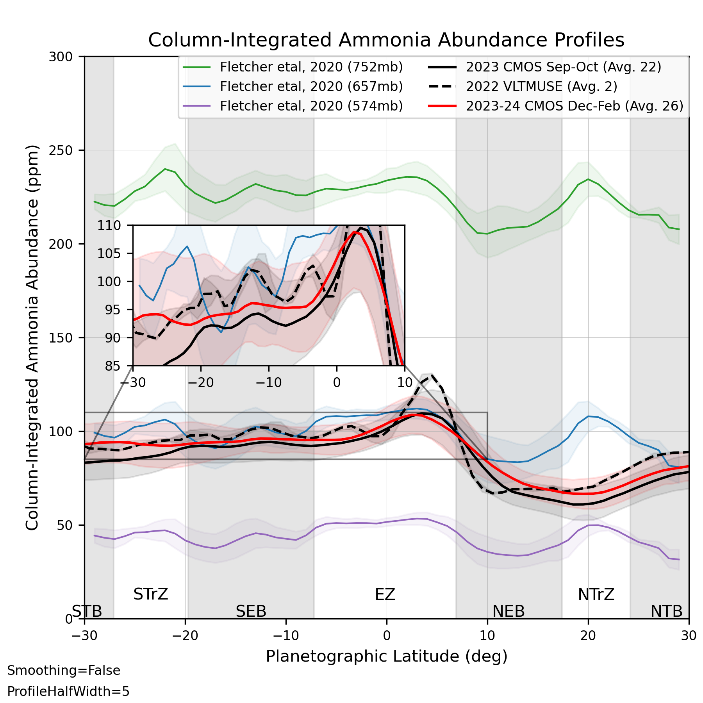 Column-Integrated Ammonia Abundance Profiles
Fletcher etal, 2020 (752mb)
Fletcher etal, 2020 (657mb)
Fletcher etal, 2020 (574mb)
2023 CMOS Sep-Oct (Avg. 22)
2022 VLTMUSE (Avg. 2)
2023-24 CMOS Dec-Feb (Avg. 26)
Column-Integrated Ammonia Abundance (ppm)
300
250
200
150
100
50
0
110
105
100
95
90
85
−30
−20
−10
0
10
STB
STrZ
SEB
EZ
NEB
NTrZ
NTB
−30
−20
−10
0
10
20
30
Planetographic Latitude (deg)
Smoothing=False
ProfileHalfWidth=5